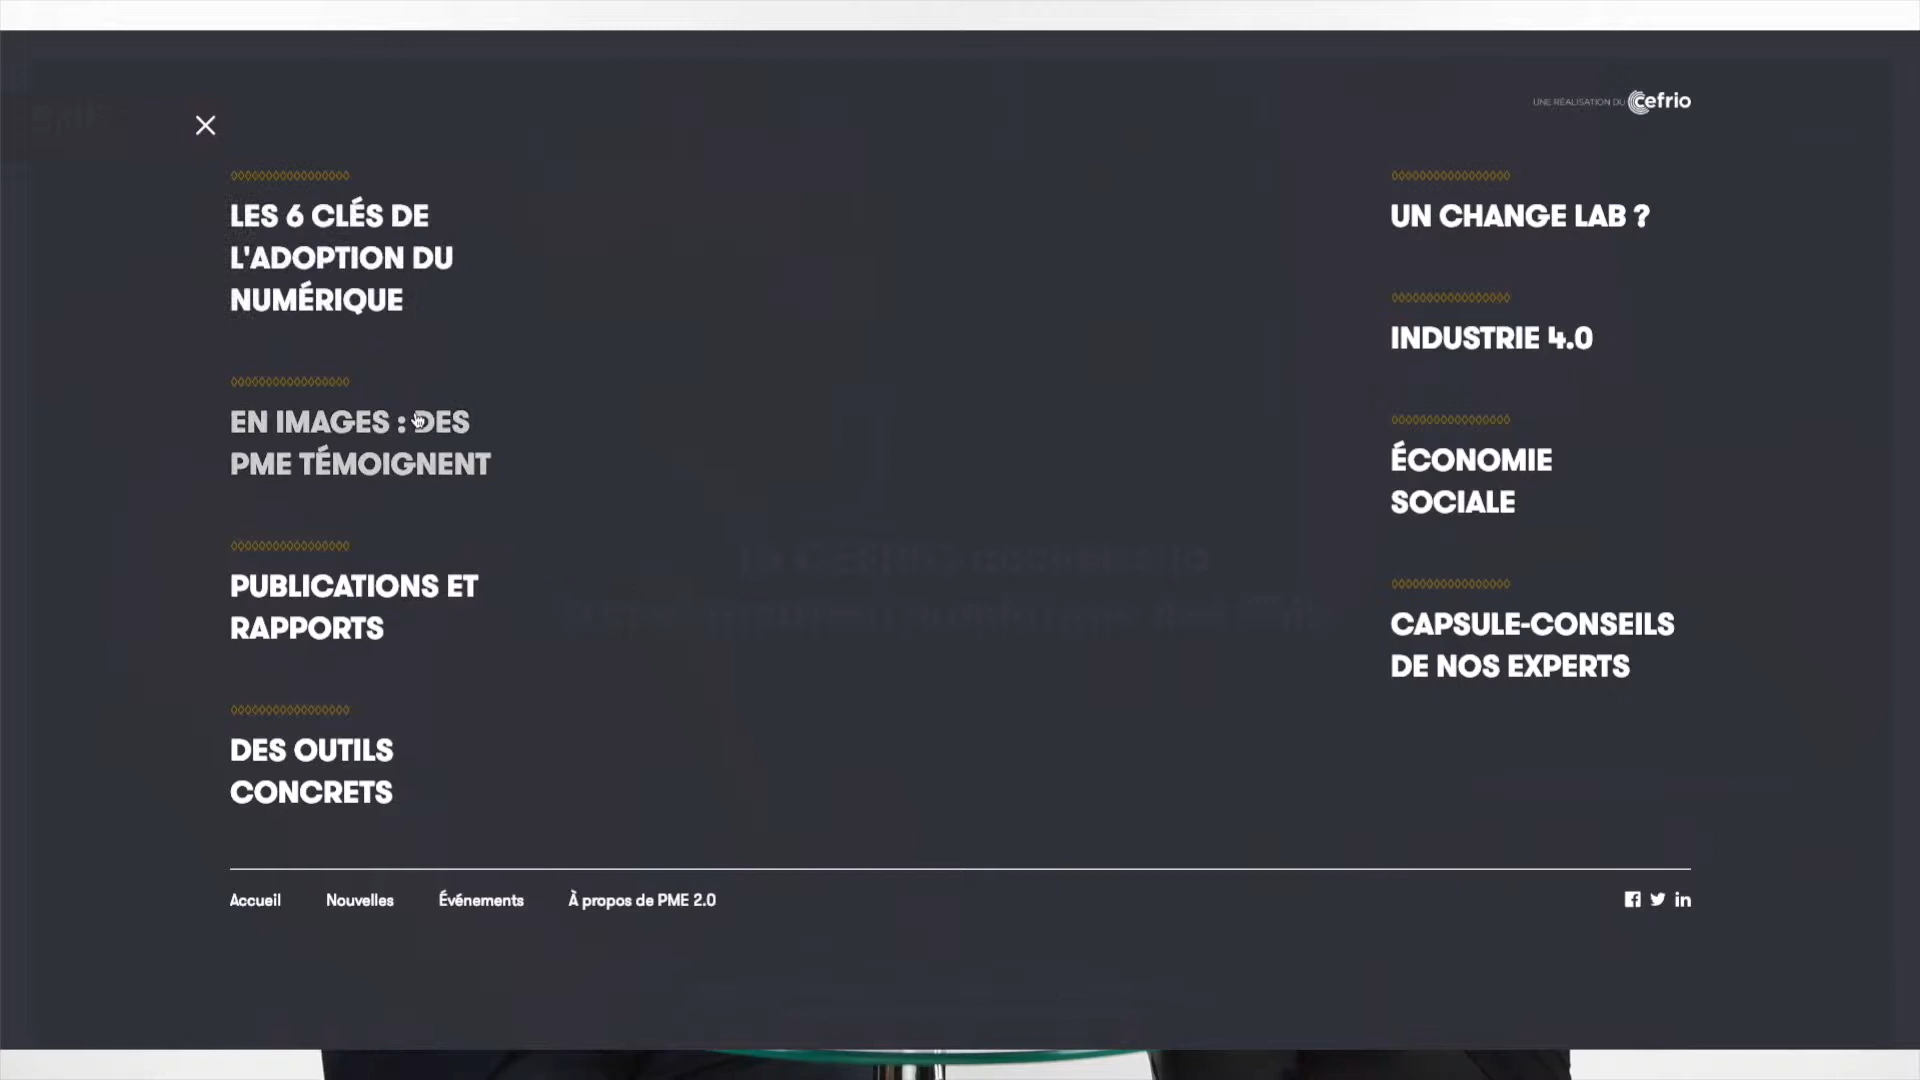 UNE RÉALISATION DU cefrio
LES 6 CLÉS DE
L'ADOPTION DU
NUMÉRIQUE
EN IMAGES : DES
PME TÉMOIGNENT
PUBLICATIONS ET
RAPPORTS
DES OUTILS
CONCRETS
UN CHANGE LAB ?
INDUSTRIE 4.0
ÉCONOMIE
SOCIALE
CAPSULE-CONSEILS
DE NOS EXPERTS
Accueil Nouvelles Événements À propos de PME 2.0